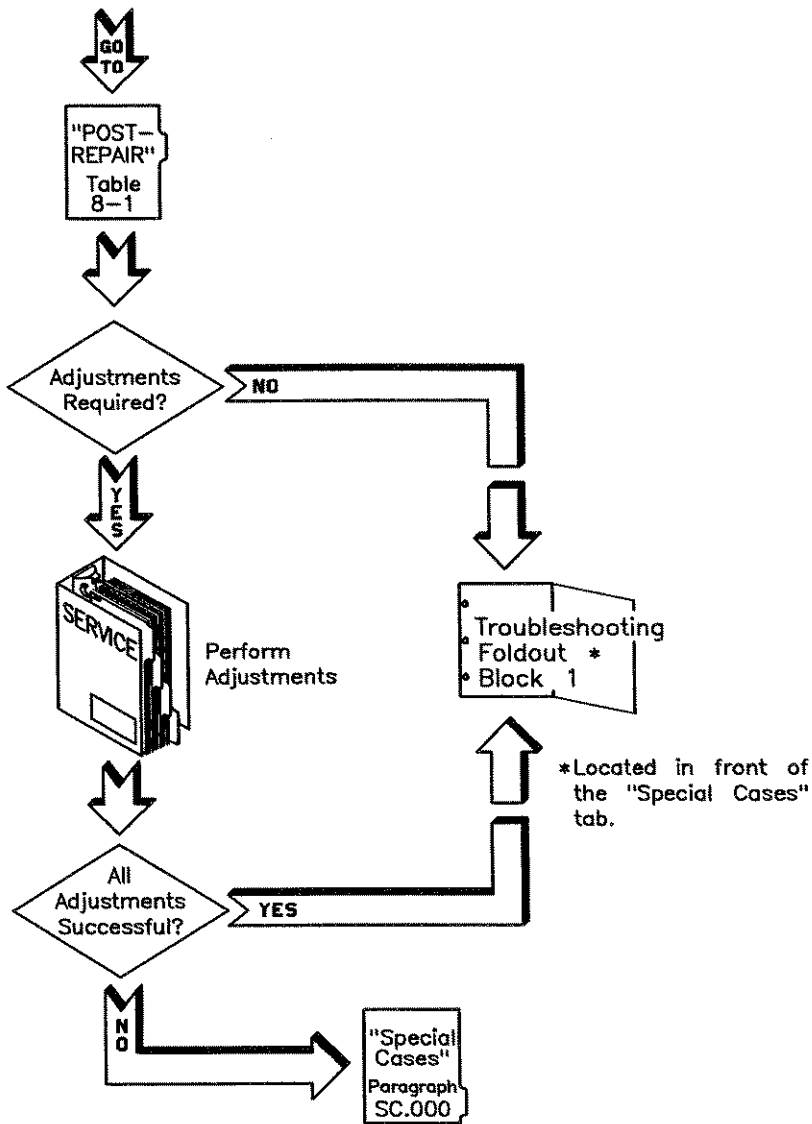 GO
TO
"POST-
REPAIR"
Table
8-1
Adjustments
Required?
NO
YES
SERVICE
Perform
Adjustments
Troubleshooting
Foldout *
Block 1
*Located in front of
the "Special Cases"
tab.
All
Adjustments
Successful?
YES
NO
"Special
Cases"
Paragraph
SC.000